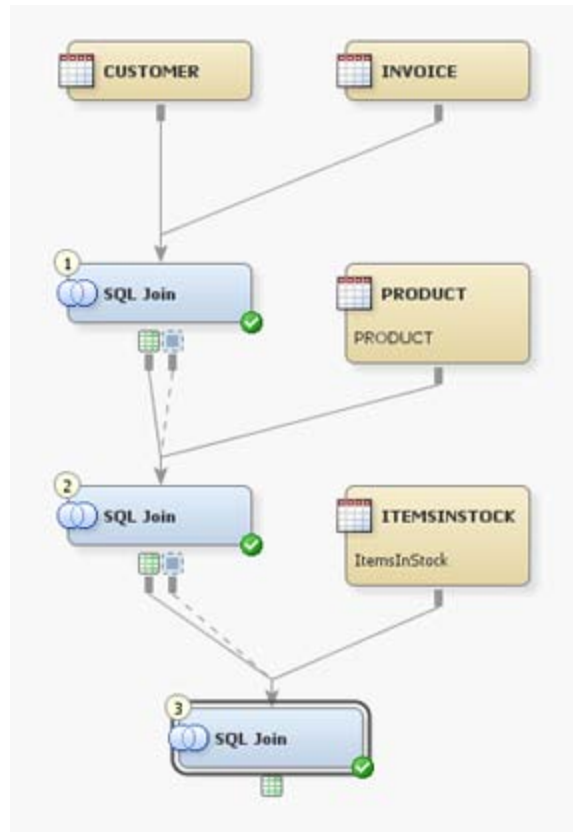 CUSTOMER
INVOICE
1
SQL Join
PRODUCT
PRODUCT
2
SQL Join
ITEMSINSTOCK
ItemsInStock
3
SQL Join